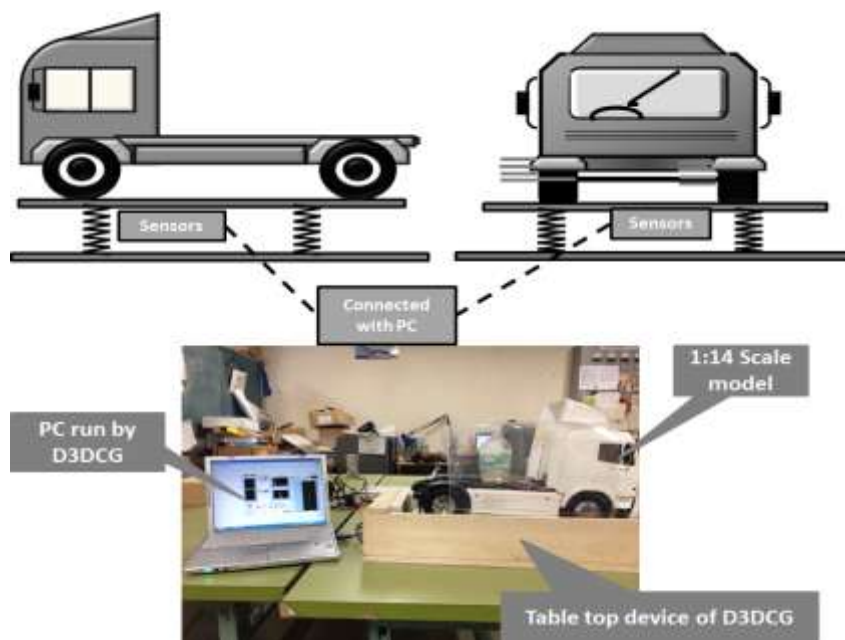 Sensors
Sensors
Connected
with PC
1:14 Scale
model
PC run by
D3DCG
Table top device of D3DCG